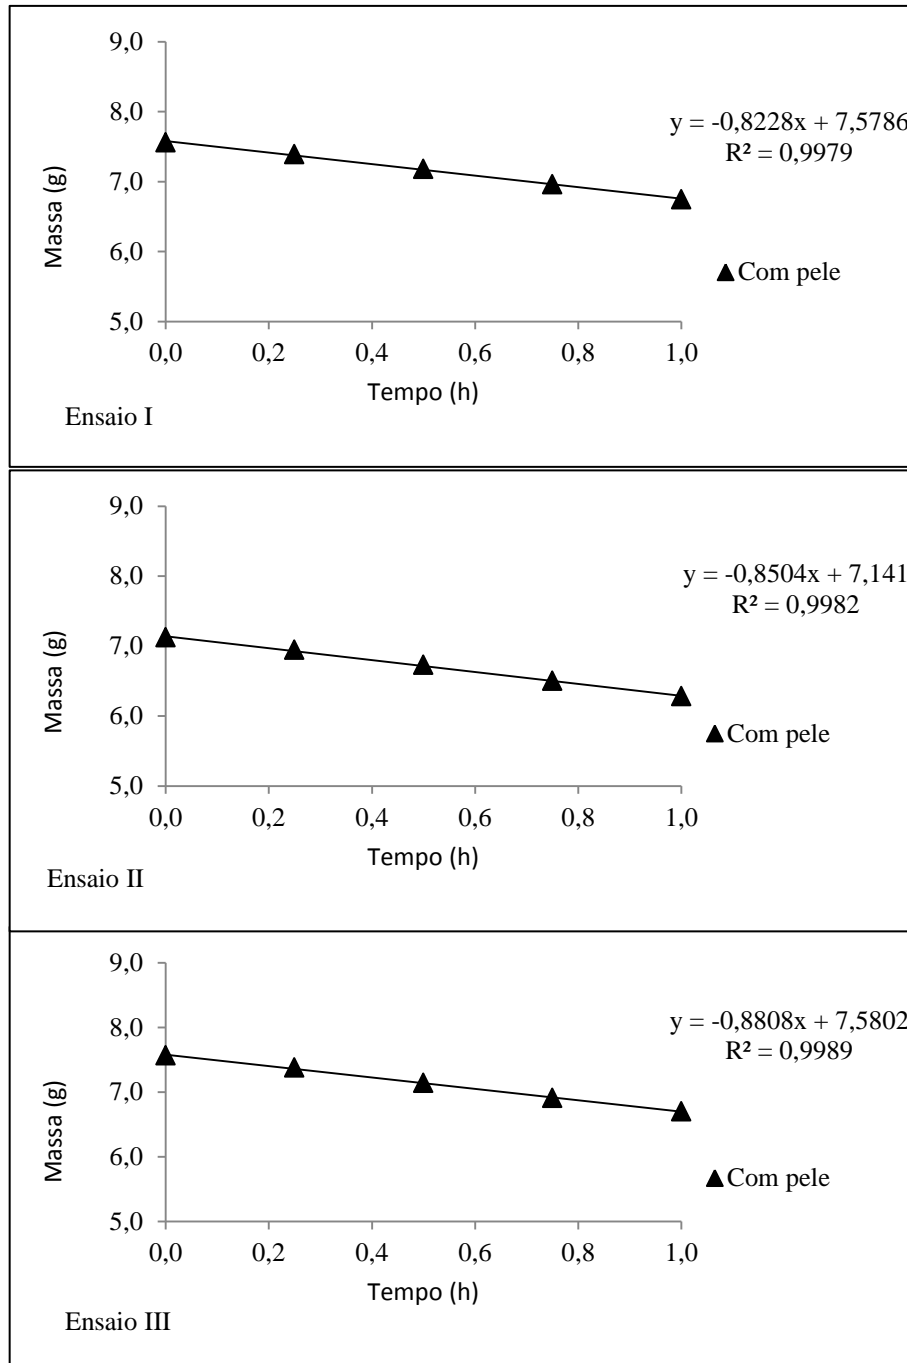 9,0
8,0
7,0
6,0
5,0
Massa (g)
y = -0,8228x + 7,5786
R² = 0,9979
Com pele
0,0 0,2 0,4 0,6 0,8 1,0
Tempo (h)
Ensaio I
9,0
8,0
7,0
6,0
5,0
Massa (g)
y = -0,8504x + 7,141
R² = 0,9982
Com pele
0,0 0,2 0,4 0,6 0,8 1,0
Tempo (h)
Ensaio II
9,0
8,0
7,0
6,0
5,0
Massa (g)
y = -0,8808x + 7,5802
R² = 0,9989
Com pele
0,0 0,2 0,4 0,6 0,8 1,0
Tempo (h)
Ensaio III